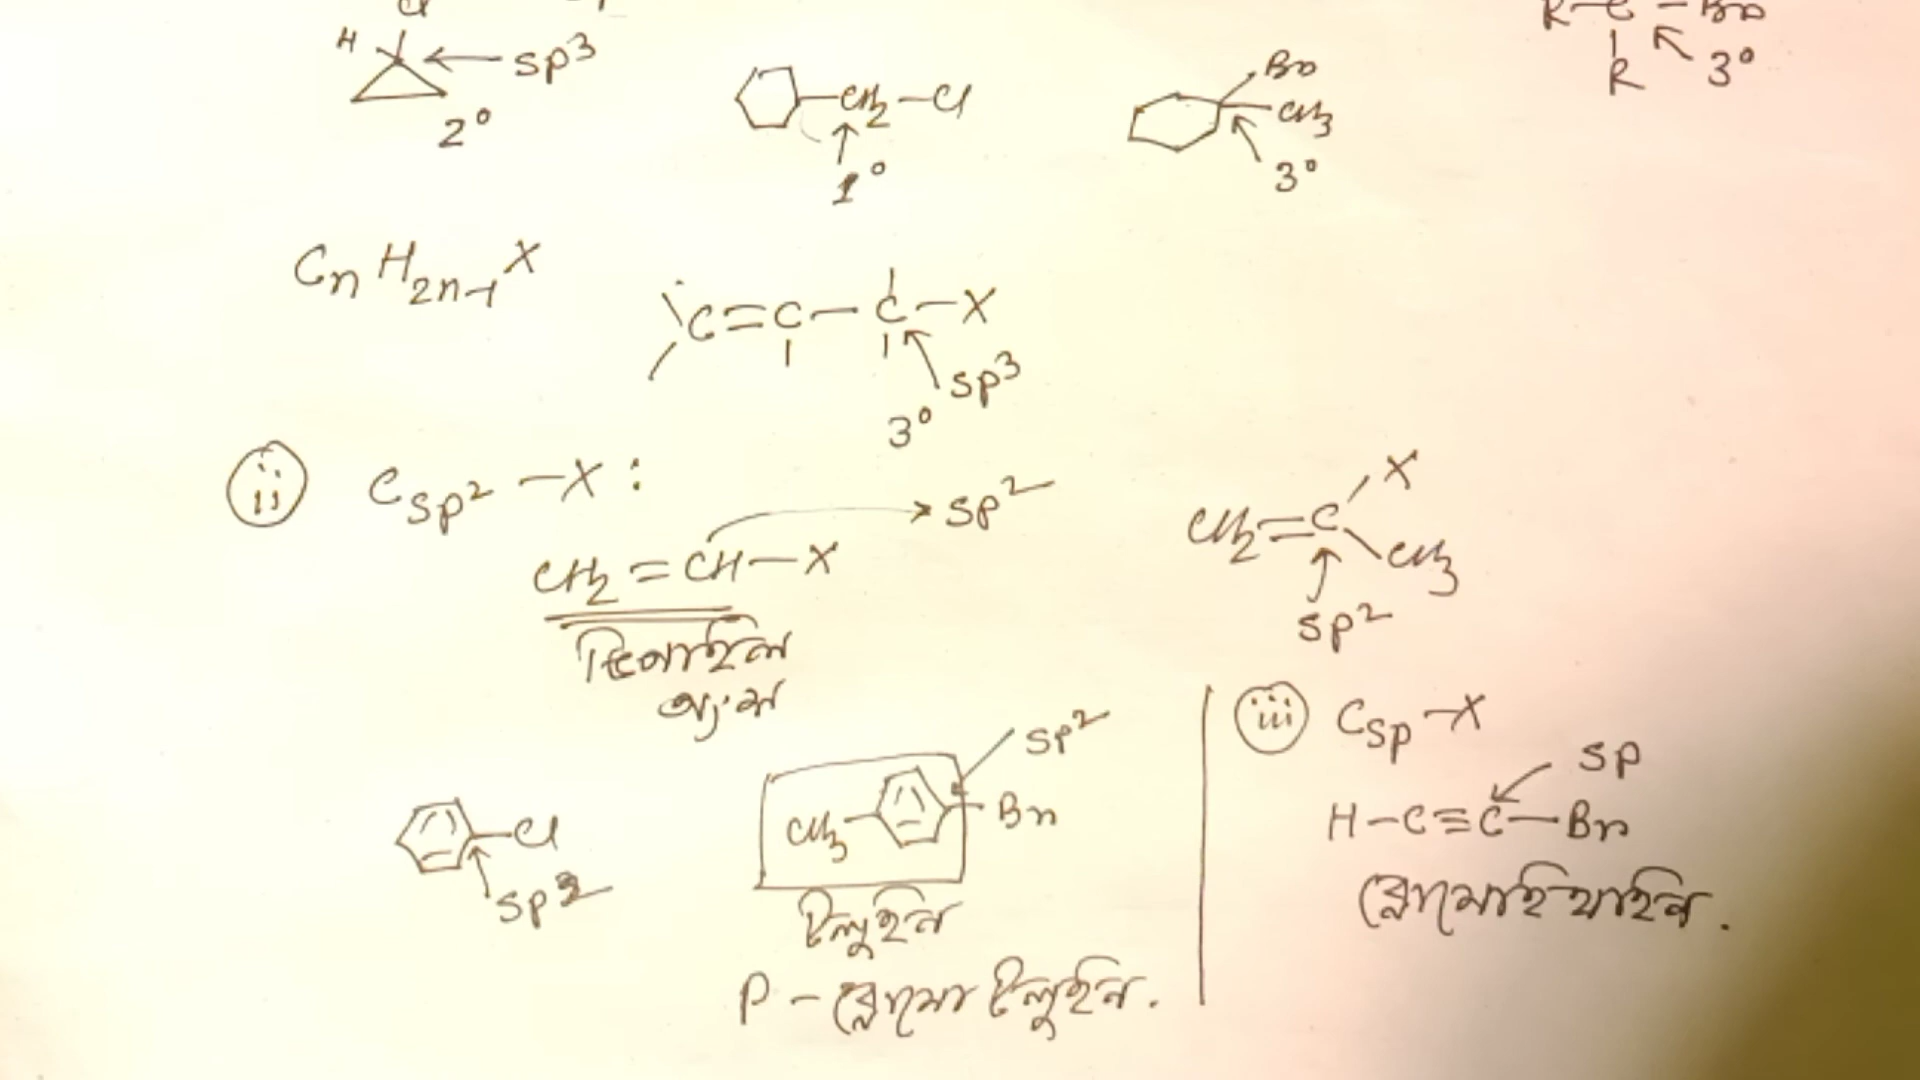 Cl
H
sp³
2°
CH₂–Cl
1°
Br
CH₃
3°
R–C–Br
R
3°
CnH2n-1X
C=C–C–X
sp³
3°
(ii) Csp²–X :
CH₂=CH–X → sp²
ভিনাইল
অংশ
CH₂=C
X
CH₃
sp²
Cl
sp²
CH₃
Br
sp²
টলুইন
P–ব্রোমো টলুইন.
(iii) Csp–X
sp
H–C≡C–Br
ব্রোমোইথাইন.